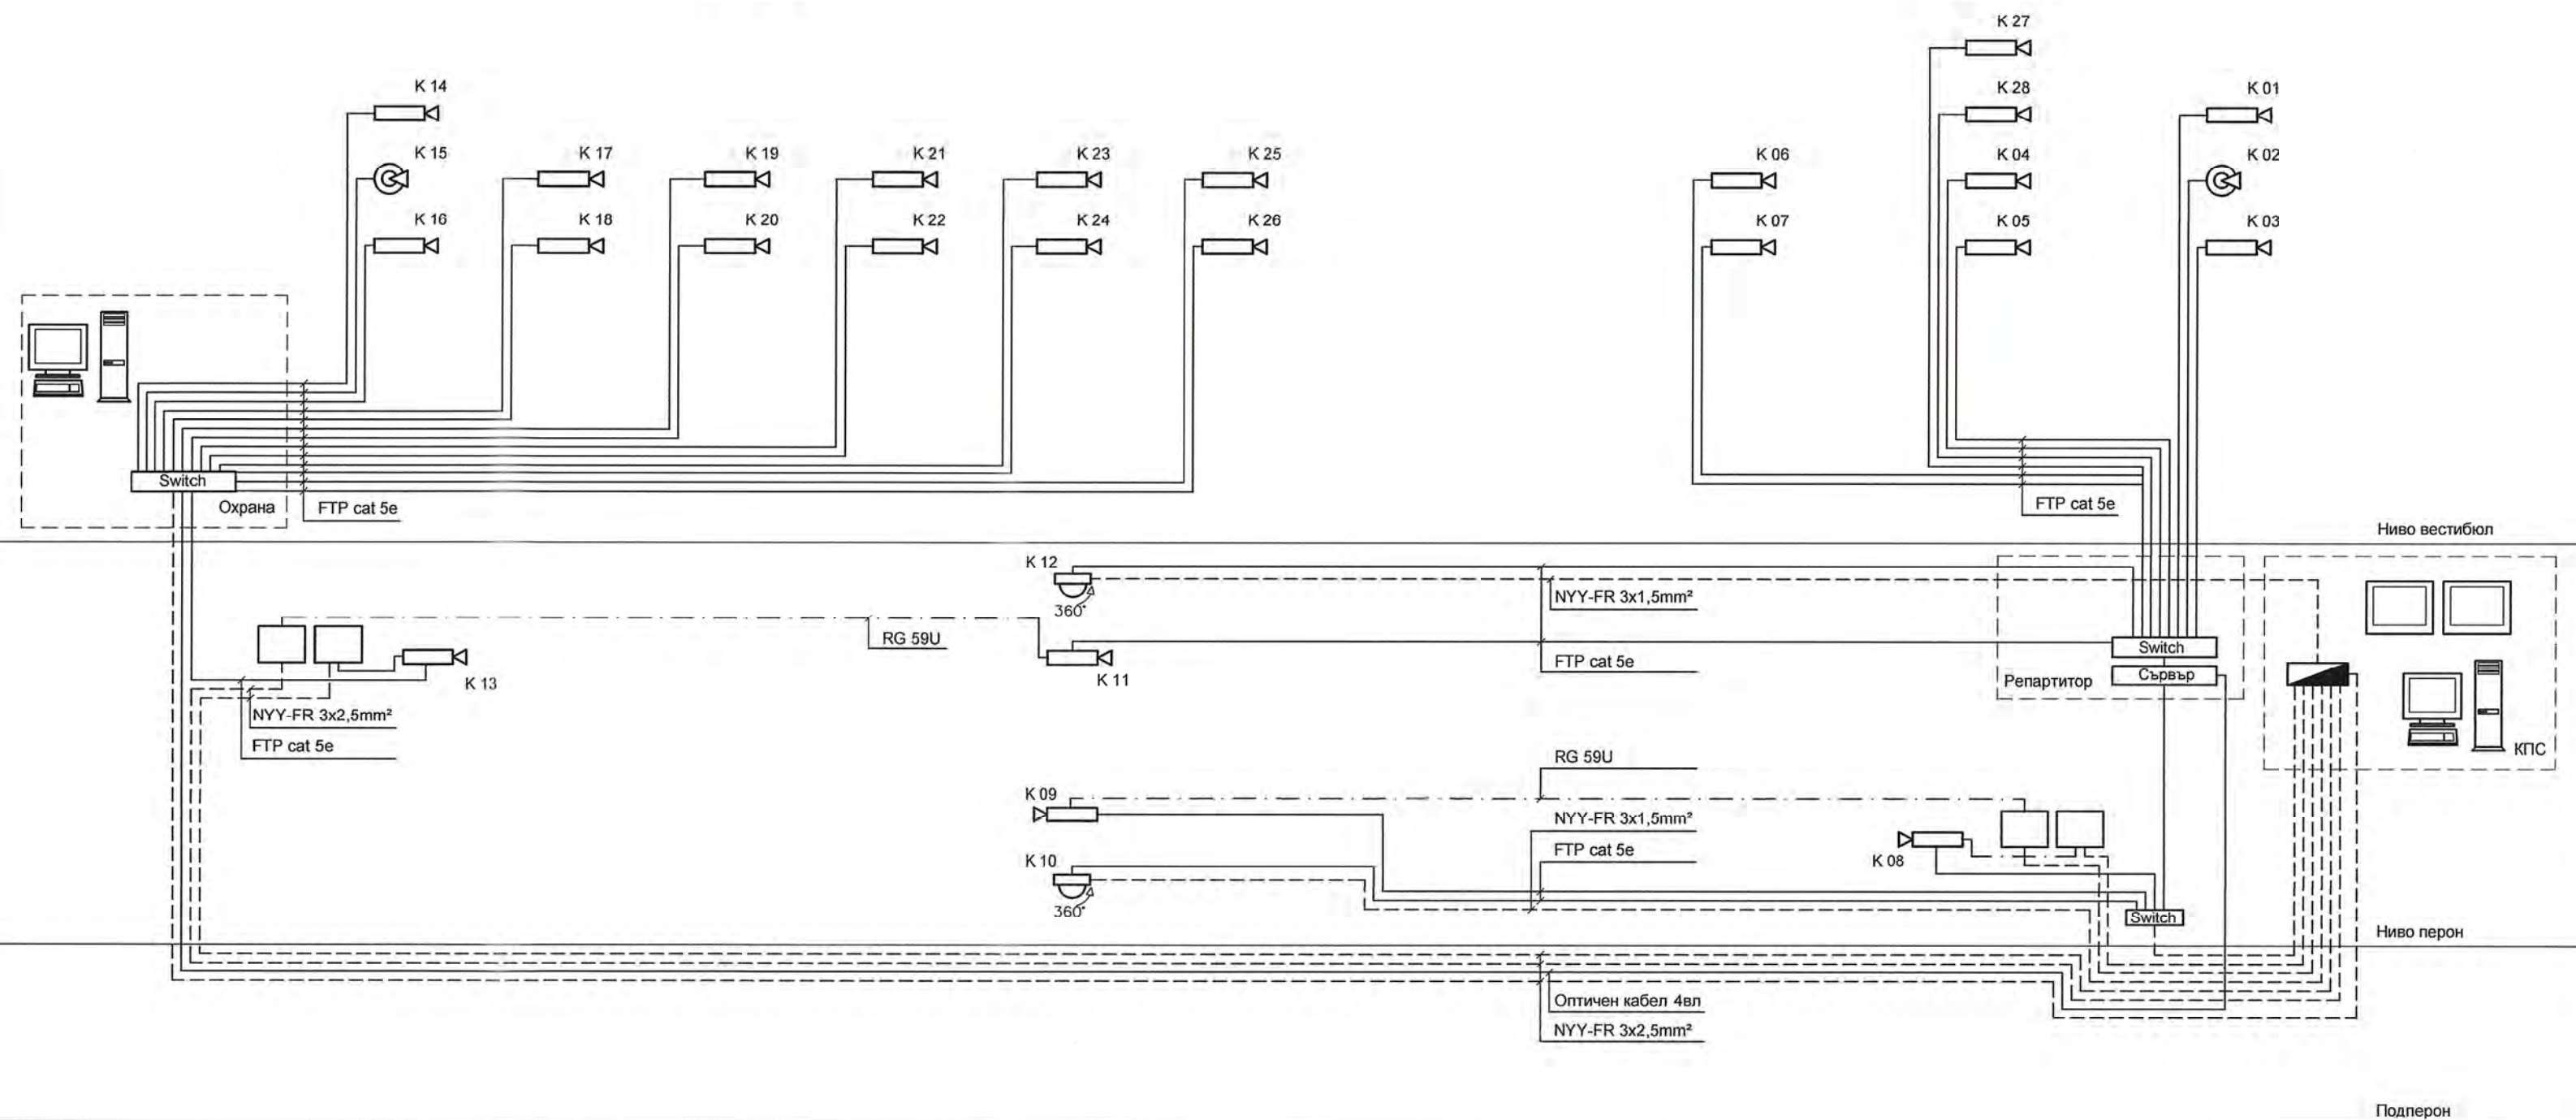 K 27
K 14
K 28
K 01
K 15
K 17
K 19
K 21
K 23
K 25
K 06
K 04
K 02
K 16
K 18
K 20
K 22
K 24
K 26
K 07
K 05
K 03
Switch
Охрана
FTP cat 5e
FTP cat 5e
Ниво вестибюл
K 12
360°
NYY-FR 3x1,5mm²
RG 59U
K 11
FTP cat 5e
Switch
Сървър
Репартитор
K 13
NYY-FR 3x2,5mm²
FTP cat 5e
КПС
RG 59U
K 09
NYY-FR 3x1,5mm²
FTP cat 5e
K 10
360°
K 08
Switch
Ниво перон
Оптичен кабел 4вл
NYY-FR 3x2,5mm²
Подперон